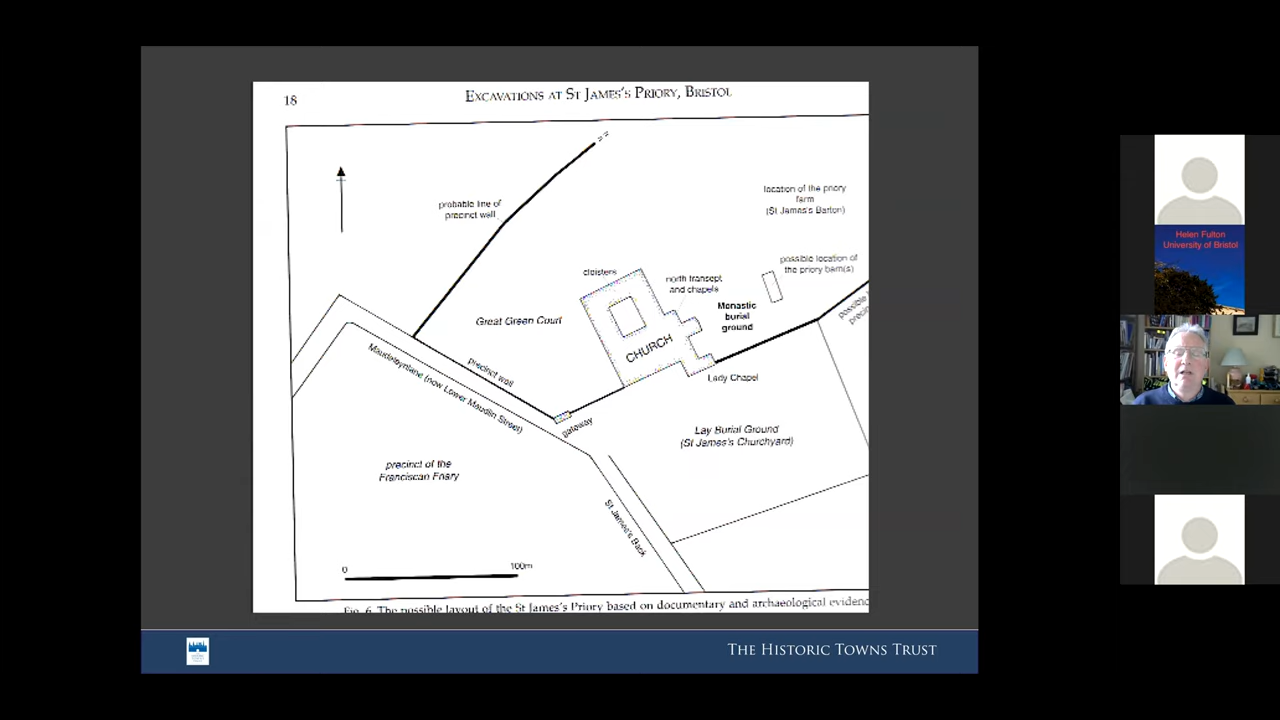 18
EXCAVATIONS AT ST JAMES'S PRIORY, BRISTOL
probable line of
precinct wall
location of the priory
farm
(St James's Barton)
possible location of
the priory barn(s)
cloisters
north transept
and chapels
Monastic
burial
ground
possible
Great Green Court
CHURCH
Precinct wall
Lady Chapel
Maudeleynlane (now Lower Maudlin Street)
gateway
Lay Burial Ground
(St James's Churchyard)
precinct of the
Franciscan Friary
St James's Back
0
100m
Fig. 6 The possible layout of the St James's Priory based on documentary and archaeological
THE HISTORIC TOWNS TRUST
Helen Fulton
University of Bristol